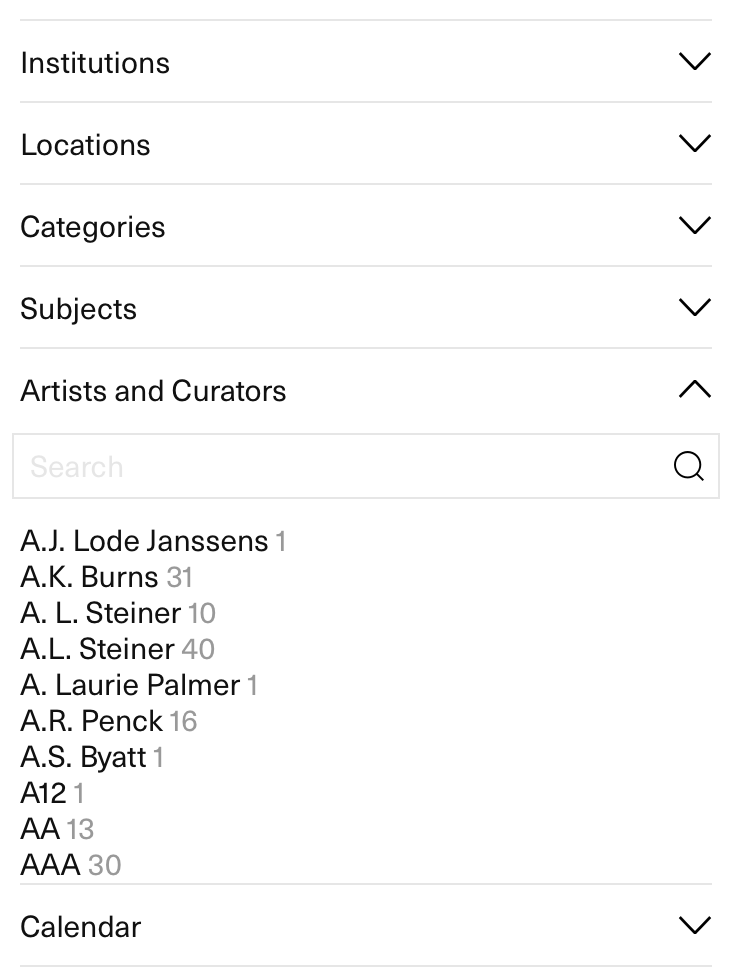 Institutions
Locations
Categories
Subjects
Artists and Curators
Search
A.J. Lode Janssens 1
A.K. Burns 31
A. L. Steiner 10
A.L. Steiner 40
A. Laurie Palmer 1
A.R. Penck 16
A.S. Byatt 1
A12 1
AA 13
AAA 30
Calendar